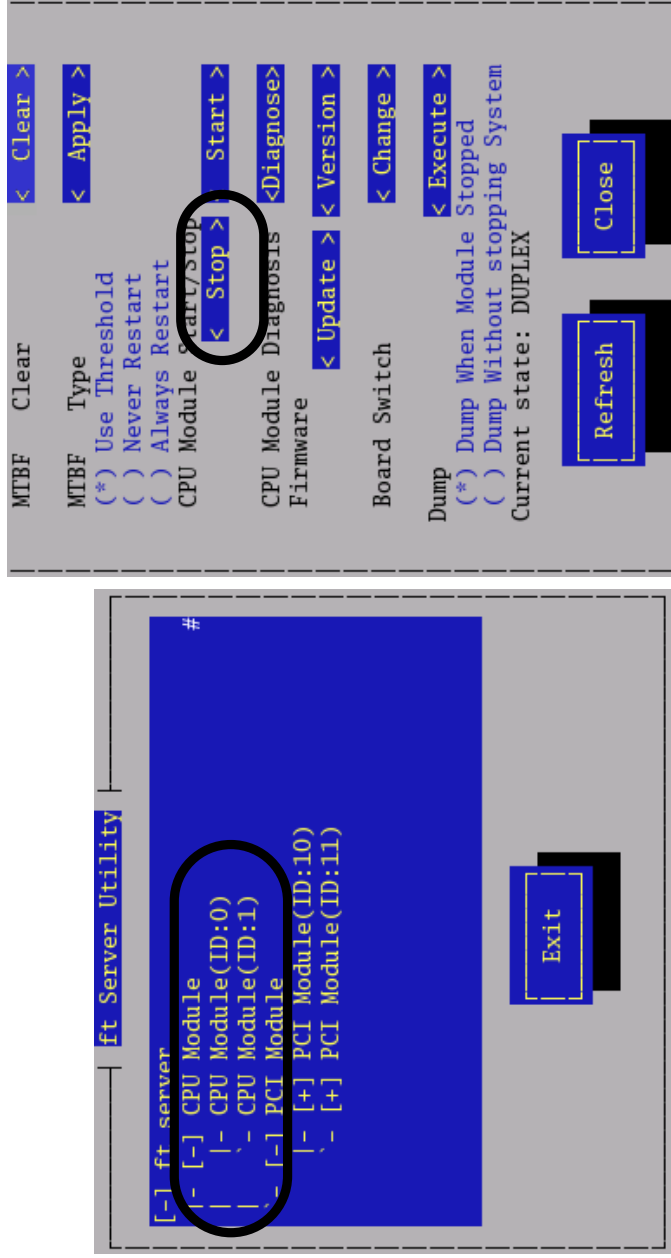 ft Server Utility
[-] ft server
|- [-] CPU Module #
| |- CPU Module(ID:0)
| `- CPU Module(ID:1)
`- [-] PCI Module
|- [+] PCI Module(ID:10)
`- [+] PCI Module(ID:11)
Exit
MTBF Clear < Clear >
MTBF Type < Apply >
(*) Use Threshold
( ) Never Restart
( ) Always Restart
CPU Module Start/Stop
< Stop > < Start >
CPU Module Diagnosis <Diagnose>
Firmware
< Update > < Version >
Board Switch < Change >
Dump < Execute >
(*) Dump When Module Stopped
( ) Dump Without stopping System
Current state: DUPLEX
Refresh Close